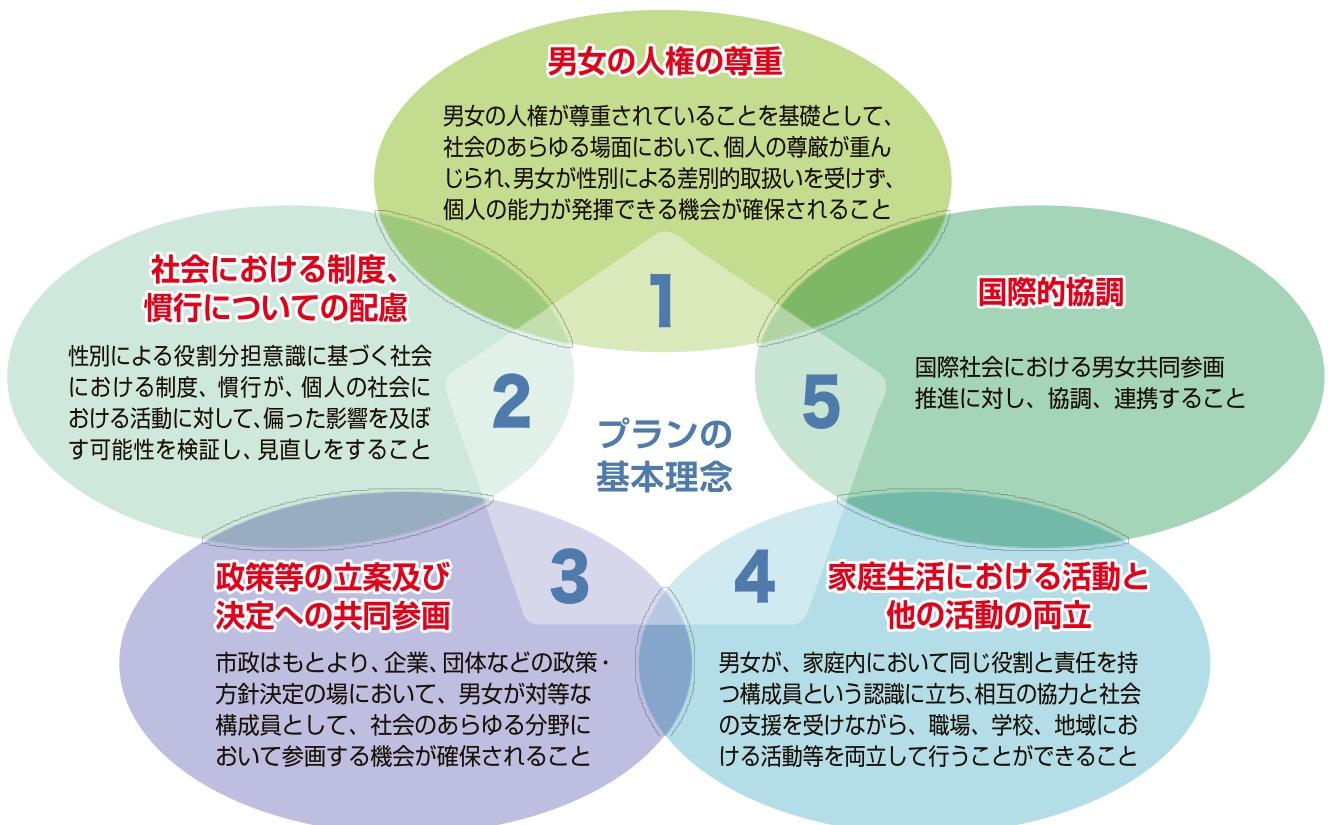 男女の人権の尊重
男女の人権が尊重されていることを基礎として、
社会のあらゆる場面において、個人の尊厳が重ん
じられ、男女が性別による差別的取扱いを受けず、
個人の能力が発揮できる機会が確保されること
1
社会における制度、
慣行についての配慮
性別による役割分担意識に基づく社会
における制度、慣行が、個人の社会に
おける活動に対して、偏った影響を及ぼ
す可能性を検証し、見直しをすること
2
政策等の立案及び
決定への共同参画
市政はもとより、企業、団体などの政策・
方針決定の場において、男女が対等な
構成員として、社会のあらゆる分野に
おいて参画する機会が確保されること
3
家庭生活における活動と
他の活動の両立
男女が、家庭内において同じ役割と責任を持
つ構成員という認識に立ち、相互の協力と社会
の支援を受けながら、職場、学校、地域にお
ける活動等を両立して行うことができること
4
国際的協調
国際社会における男女共同参画
推進に対し、協調、連携すること
5
プランの
基本理念